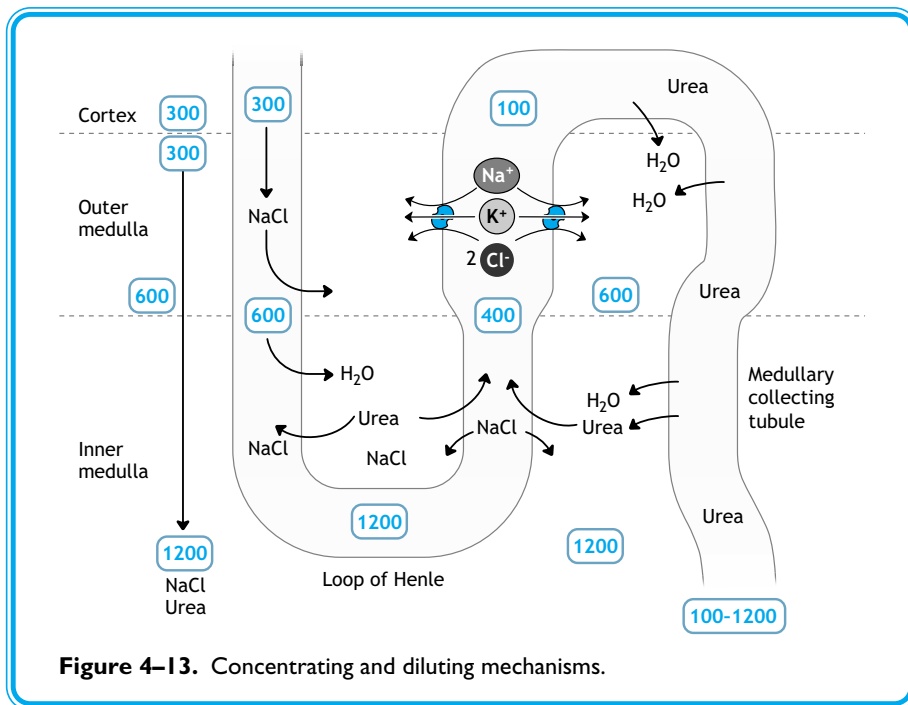 Urea
300
300
100
Cortex
300
H₂O
Na⁺
H₂O
Outer
medulla
NaCl
K⁺
2 Cl⁻
600
600
Urea
600
400
H₂O
Medullary
collecting
tubule
H₂O
Urea
NaCl
Urea
NaCl
NaCl
Inner
medulla
Urea
1200
1200
1200
NaCl
Urea
Loop of Henle
100–1200
Figure 4–13. Concentrating and diluting mechanisms.